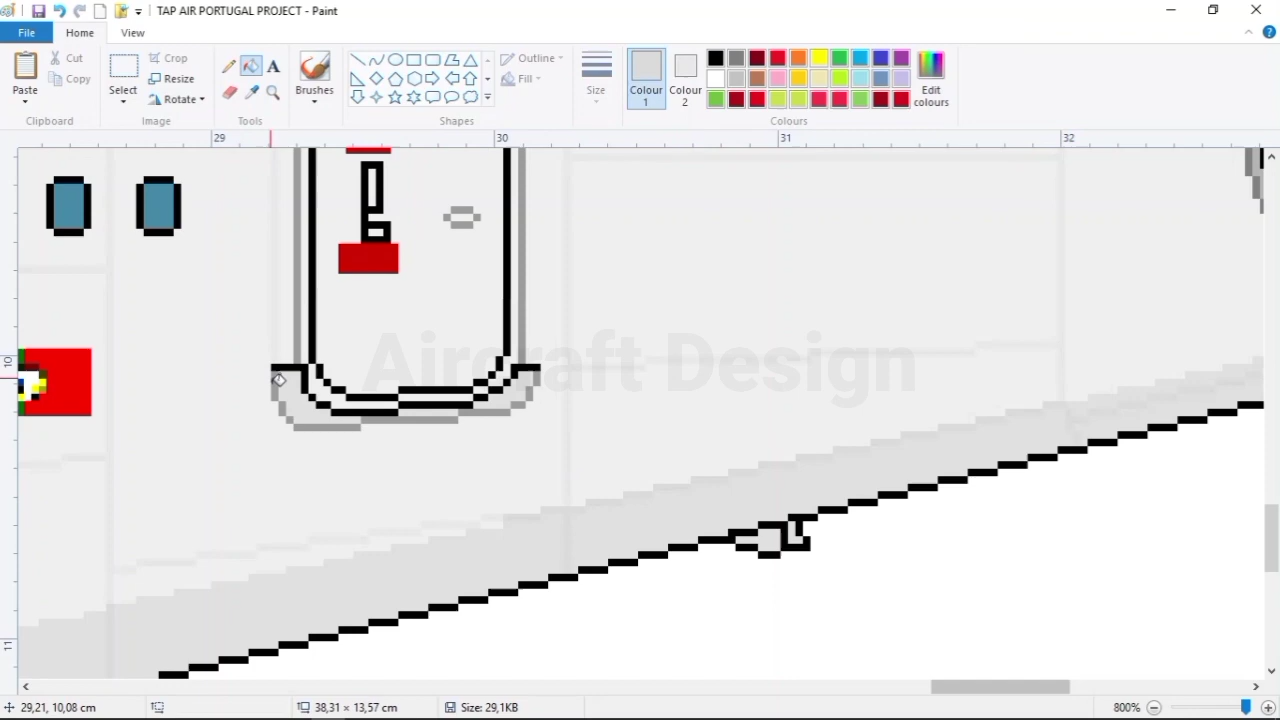 TAP AIR PORTUGAL PROJECT - Paint
File
Home
View
Paste
Cut
Copy
Clipboard
Select
Crop
Resize
Rotate
Image
A
Tools
Brushes
Shapes
Outline
Fill
Size
Colour 1
Colour 2
Colours
Edit colours
29
30
31
32
10
11
Aircraft Design
29,21, 10,08 cm
38,31 × 13,57 cm
Size: 29,1KB
800%